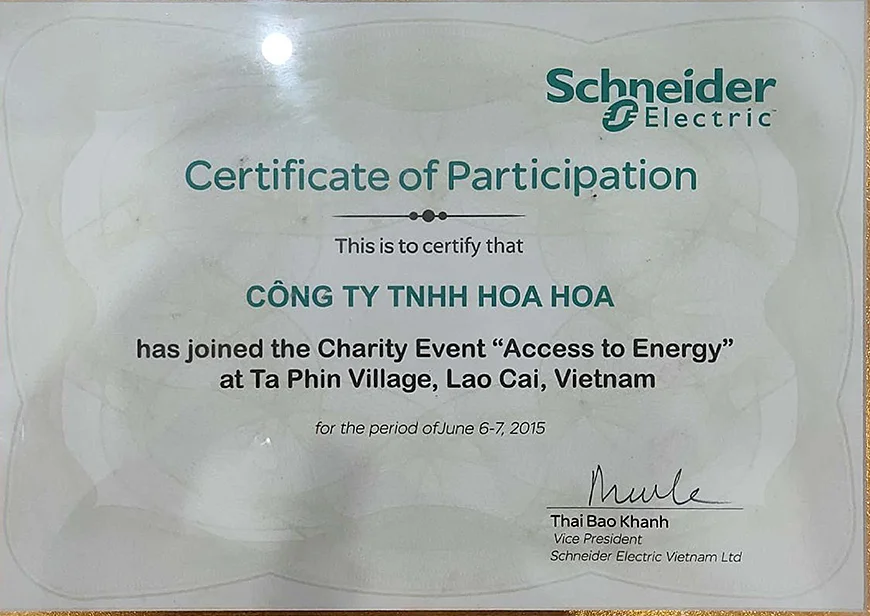 Schneider
Electric
Certificate of Participation
This is to certify that
CÔNG TY TNHH HOA HOA
has joined the Charity Event “Access to Energy”
at Ta Phin Village, Lao Cai, Vietnam
for the period ofJune 6-7, 2015
Thai Bao Khanh
Vice President
Schneider Electric Vietnam Ltd